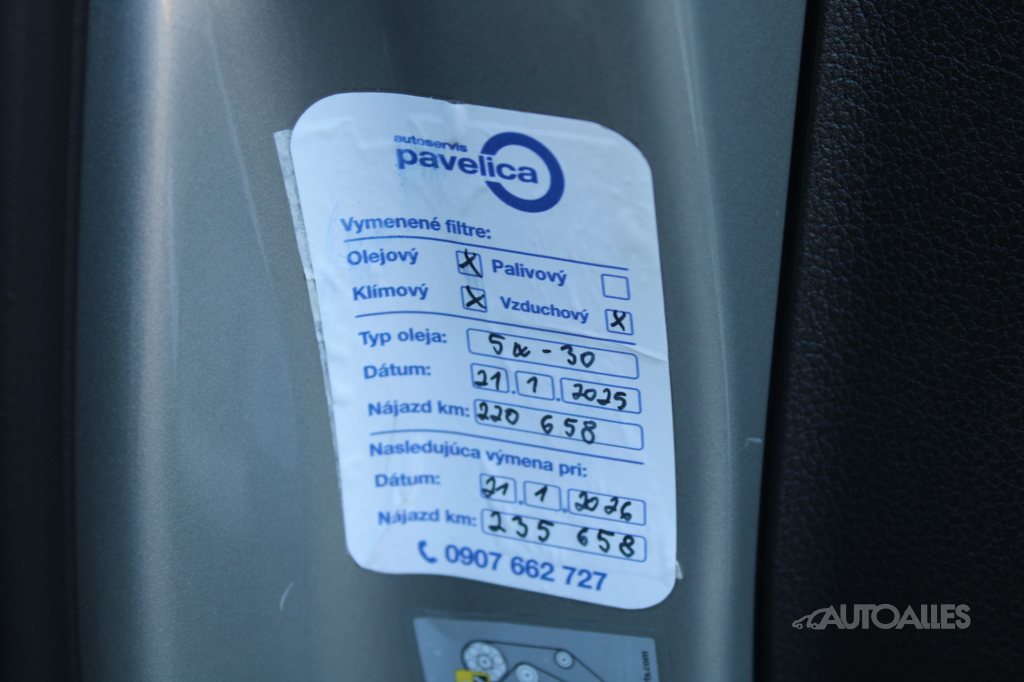 autoservis
pavelica
Vymenené filtre:
Olejový X Palivový
Klímový X Vzduchový X
Typ oleja: 5w-30
Dátum: 21.1.2025
Nájazd km: 220 658
Nasledujúca výmena pri:
Dátum: 21.1.2026
Nájazd km: 235 658
0907 662 727
AUTOALLES